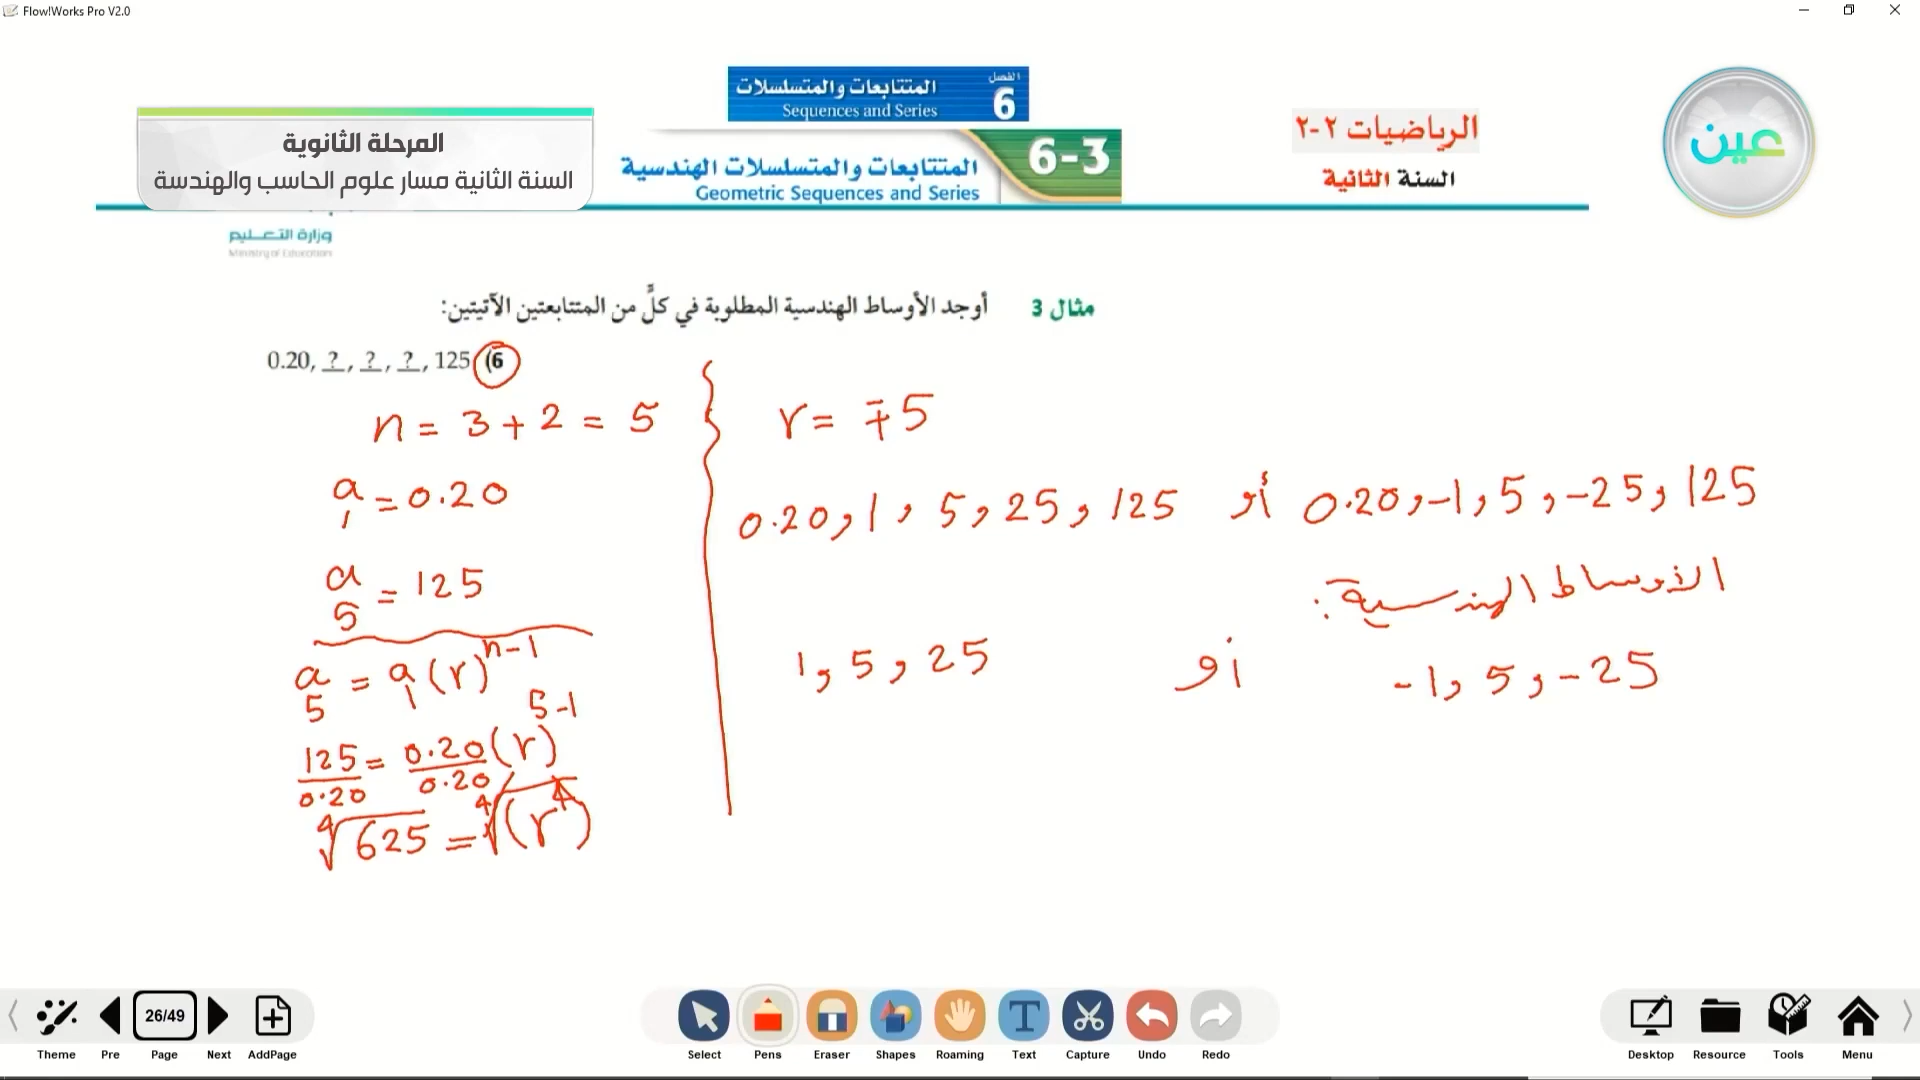 Flow!Works Pro V2.0
الفصل 6
المتتابعات والمتسلسلات
Sequences and Series
6-3
المتتابعات والمتسلسلات الهندسية
Geometric Sequences and Series
المرحلة الثانوية
السنة الثانية مسار علوم الحاسب والهندسة
الرياضيات ٢-٢
السنة الثانية
عين
وزارة التعليم
Ministry of Education
مثال 3 أوجد الأوساط الهندسية المطلوبة في كلٍّ من المتتابعتين الآتيتين:
0.20, ?, ?, ?, 125 (6
n = 3 + 2 = 5
a₁ = 0.20
a₅ = 125
a₅ = a₁ (r)ⁿ⁻¹
125/0.20 = 0.20/0.20 (r)⁵⁻¹
∜625 = ∜(r⁴)
r = ∓5
0.20, 1, 5, 25, 125 أو 0.20, -1, 5, -25, 125
الأوساط الهندسية:
1, 5, 25 أو -1, 5, -25
Theme
Pre
26/49
Page
Next
AddPage
Select
Pens
Eraser
Shapes
Roaming
Text
Capture
Undo
Redo
Desktop
Resource
Tools
Menu